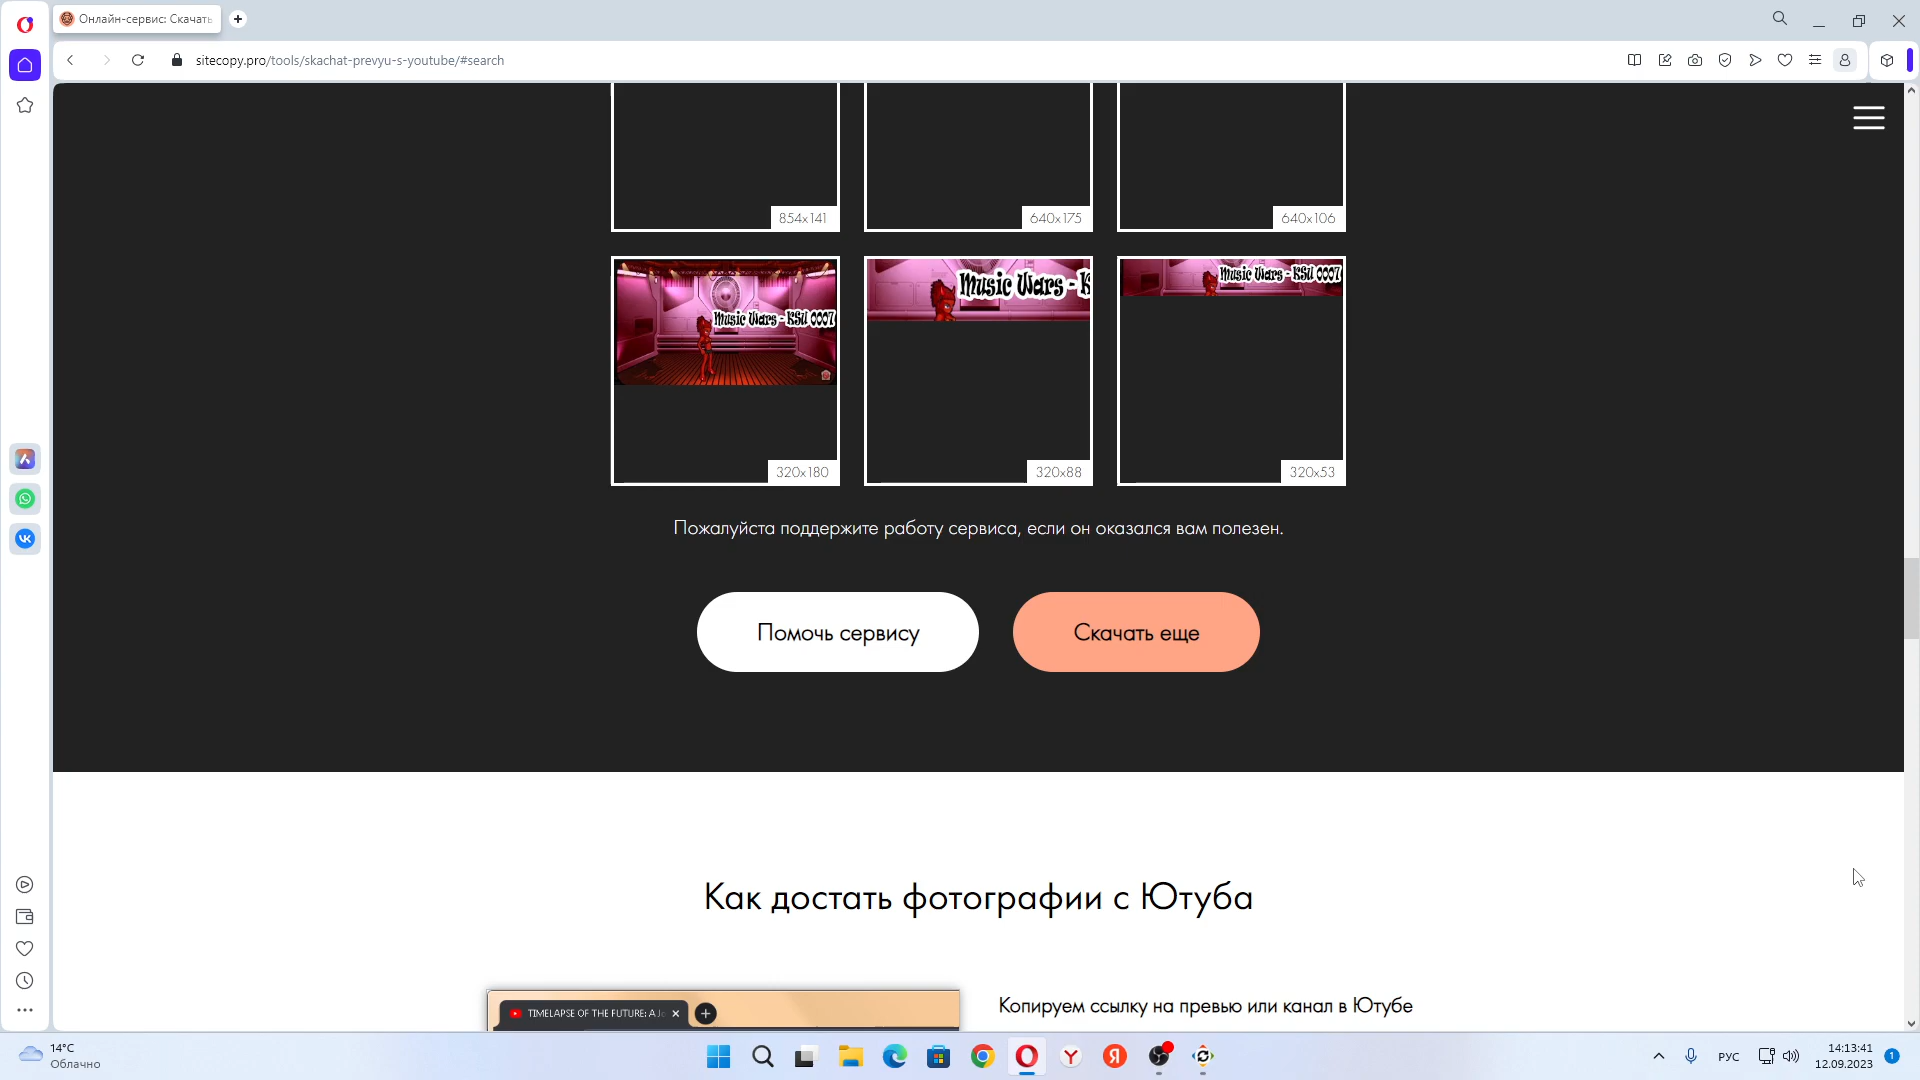 Онлайн-сервис: Скачать
sitecopy.pro/tools/skachat-prevyu-s-youtube/#search
854x141
640x175
640x106
Music Wars - KSU 0007
Music Wars - K
Music Wars - KSU 0007
320x180
320x88
320x53
Пожалуйста поддержите работу сервиса, если он оказался вам полезен.
Помочь сервису
Скачать еще
Как достать фотографии с Ютуба
TIMELAPSE OF THE FUTURE: A J
Копируем ссылку на превью или канал в Ютубе
14°C
Облачно
РУС
14:13:41
12.09.2023
1